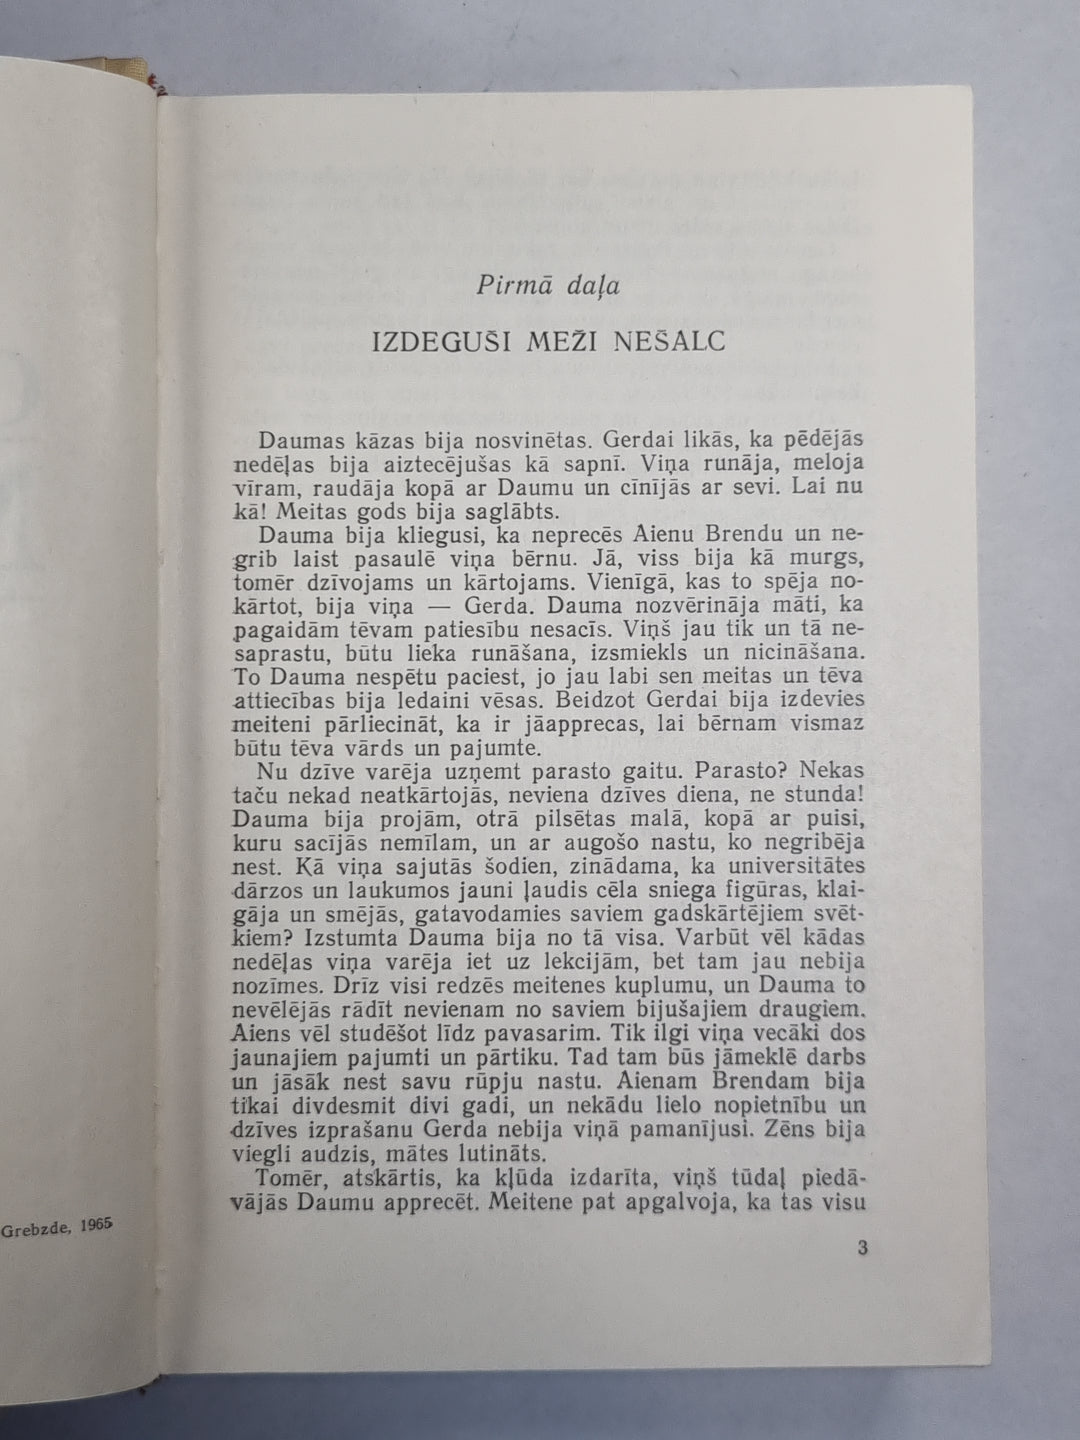 Pirmā daļa
IZDEGUŠI MEŽI NEŠALC
Daumas kāzas bija nosvinētas. Gerdai likās, ka pēdējās
nedēļas bija aiztecējušas kā sapnī. Viņa runāja, meloja
vīram, raudāja kopā ar Daumu un cīnījās ar sevi. Lai nu
kā! Meitas gods bija saglābts.
Dauma bija kliegusi, ka neprecēs Aienu Brendu un ne-
grib laist pasaulē viņa bērnu. Jā, viss bija kā murgs,
tomēr dzīvojams un kārtojams. Vienīgā, kas to spēja no-
kārtot, bija viņa — Gerda. Dauma nozvērināja māti, ka
pagaidām tēvam patiesību nesacīs. Viņš jau tik un tā ne-
saprastu, būtu lieka runāšana, izsmiekls un nicināšana.
To Dauma nespētu paciest, jo jau labi sen meitas un tēva
attiecības bija ledaini vēsas. Beidzot Gerdai bija izdevies
meiteni pārliecināt, ka ir jāapprecas, lai bērnam vismaz
būtu tēva vārds un pajumte.
Nu dzīve varēja uzņemt parasto gaitu. Parasto? Nekas
taču nekad neatkārtojās, neviena dzīves diena, ne stunda!
Dauma bija projām, otrā pilsētas malā, kopā ar puisi,
kuru sacījās nemīlam, un ar augošo nastu, ko negribēja
nest. Kā viņa sajutās šodien, zinādama, ka universitātes
dārzos un laukumos jauni ļaudis cēla sniega figūras, klai-
gāja un smējās, gatavodamies saviem gadskārtējiem svēt-
kiem? Izstumta Dauma bija no tā visa. Varbūt vēl kādas
nedēļas viņa varēja iet uz lekcijām, bet tam jau nebija
nozīmes. Drīz visi redzēs meitenes kuplumu, un Dauma to
nevēlējās rādīt nevienam no saviem bijušajiem draugiem.
Aiens vēl studēšot līdz pavasarim. Tik ilgi viņa vecāki dos
jaunajiem pajumti un pārtiku. Tad tam būs jāmeklē darbs
un jāsāk nest savu rūpju nastu. Aienam Brendam bija
tikai divdesmit divi gadi, un nekādu lielo nopietnību un
dzīves izprašanu Gerda nebija viņā pamanījusi. Zēns bija
viegli audzis, mātes lutināts.
Tomēr, atskārtis, ka kļūda izdarīta, viņš tūdaļ piedā-
vājās Daumu apprecēt. Meitene pat apgalvoja, ka tas visu
3
Grebzde, 1965